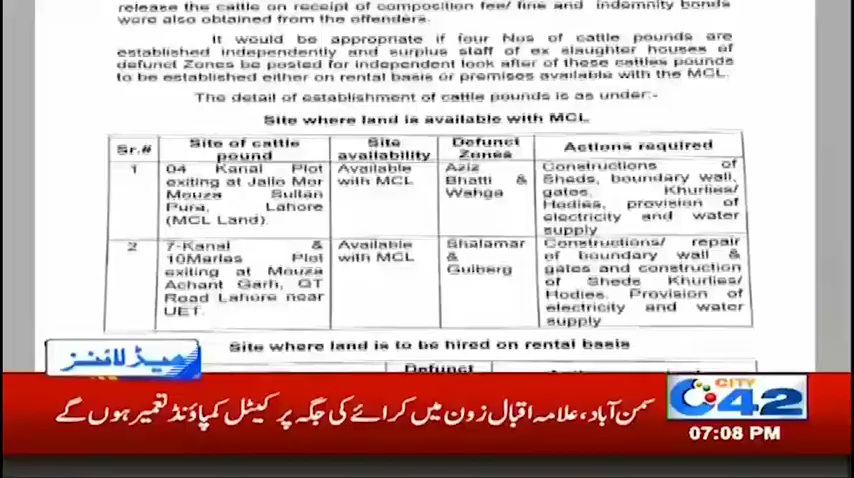 release the cattle on receipt of composition fee/ fine and indemnity bonds
were also obtained from the offenders.
It would be appropriate if four Nos of cattle pounds are
established independently and surplus staff of ex slaughter houses of
defunct Zones be posted for independent look after of these cattles pounds
to be established either on rental basis or premises available with the MCL.
The detail of establishment of cattle pounds is as under:-
Site where land is available with MCL
Sr.# Site of cattle pound Site availability Defunct Zones Actions required
1 04 Kanal Plot exiting at Jallo Mor Mouza Sultan Pura, Lahore (MCL Land). Available with MCL Aziz Bhatti & Wahga Constructions of Sheds, boundary wall, gates, Khurlies/ Hodies, provision of electricity and water supply
2 7-Kanal & 10Marles Plot exiting at Mouza Achant Garh, GT Road Lahore near UET. Available with MCL Shalamar & Gulberg Constructions/ repair of boundary wall & gates and construction of Sheds Khurlies/ Hodies. Provision of electricity and water supply
Site where land is to be hired on rental basis
Defunct
ہیڈلائنز
سمن آباد، علامہ اقبال زون میں کرائے کی جگہ پر کیٹل کمپاؤنڈ تعمیر ہوں گے
CITY
42
07:08 PM